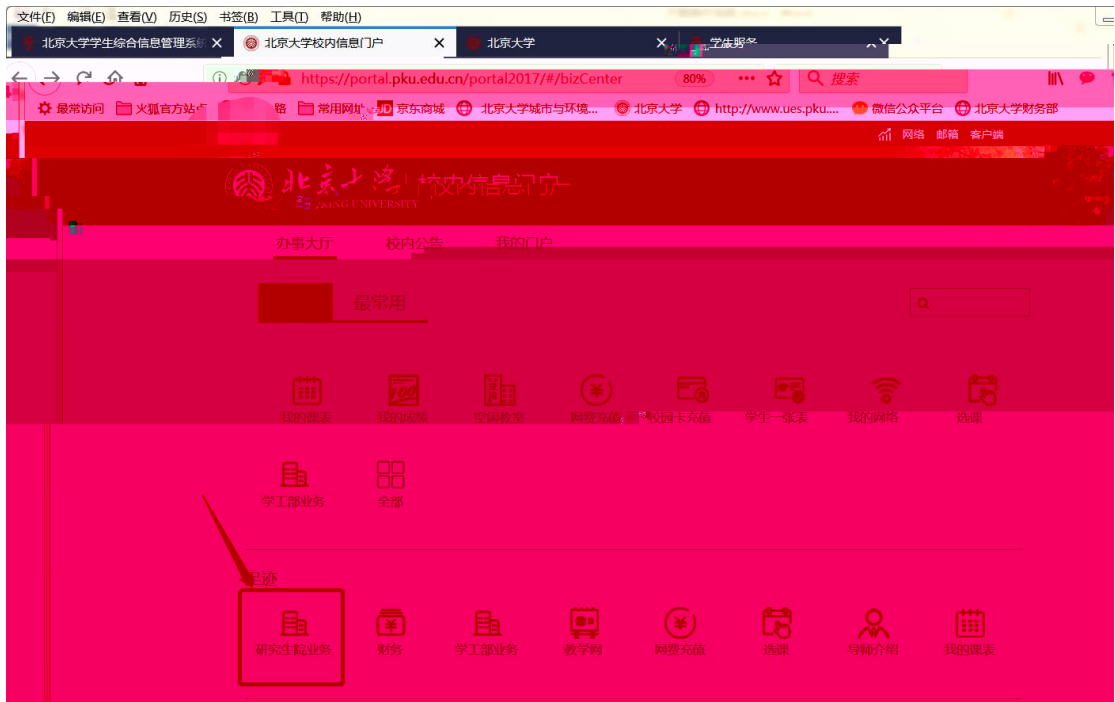 文件(F) 编辑(E) 查看(V) 历史(S) 书签(B) 工具(T) 帮助(H)
北京大学学生综合信息管理系统 北京大学校内信息门户 北京大学
https://portal.pku.edu.cn/portal2017/#/bizCenter 80% 搜索
最常访问 火狐官方站点 常用网址 JD 京东商城 北京大学城市与环境... 北京大学 http://www.ues.pku.... 微信公众平台 北京大学财务部
网络 邮箱 客户端
北京大学 校内信息门户
PEKING UNIVERSITY
办事大厅 校内公告 我的门户
最常用
我的课表 我的成绩 空闲教室 网费充值 校园卡充值 学生一张表 我的网络 选课
学工部业务 全部
足迹
研究生院业务 财务 学工部业务 教学网 网费充值 选课 导师介绍 我的课表